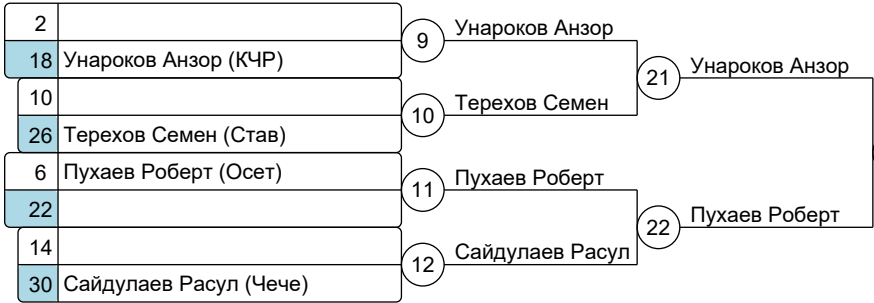 2
18 Унароков Анзор (КЧР)
9 Унароков Анзор
10
26 Терехов Семен (Став)
10 Терехов Семен
21 Унароков Анзор
6 Пухаев Роберт (Осет)
22
11 Пухаев Роберт
14
30 Сайдулаев Расул (Чече)
12 Сайдулаев Расул
22 Пухаев Роберт